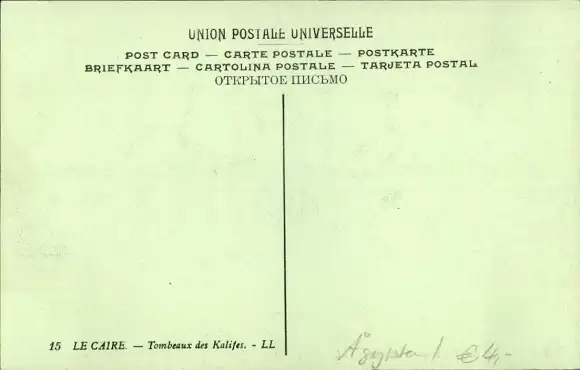 UNION POSTALE UNIVERSELLE
POST CARD — CARTE POSTALE — POSTKARTE
BRIEFKAART — CARTOLINA POSTALE — TARJETA POSTAL
ОТКРЫТОЕ ПИСЬМО
15 LE CAIRE. — Tombeaux des Kalifes. - LL
Ägypten / € 4,-